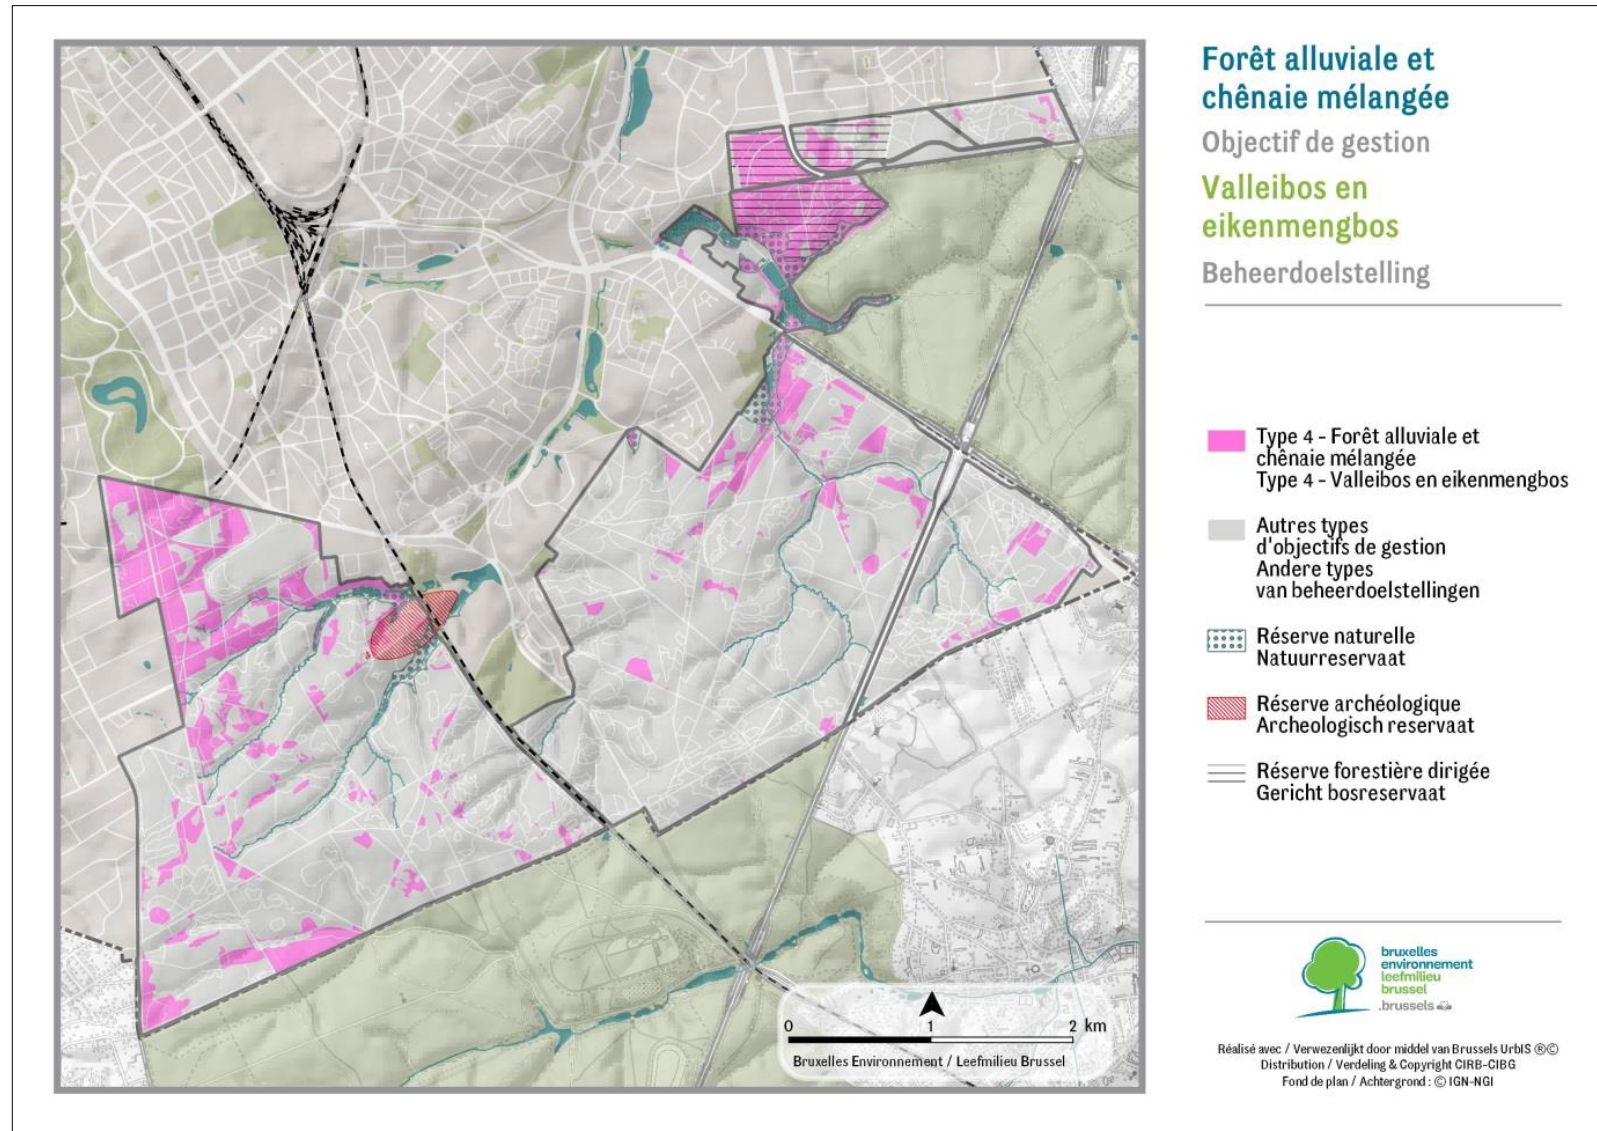 Forêt alluviale et
chênaie mélangée
Objectif de gestion
Valleibos en
eikenmengbos
Beheerdoelstelling
Type 4 - Forêt alluviale et
chênaie mélangée
Type 4 - Valleibos en eikenmengbos
Autres types
d'objectifs de gestion
Andere types
van beheerdoelstellingen
Réserve naturelle
Natuurreservaat
Réserve archéologique
Archeologisch reservaat
Réserve forestière dirigée
Gericht bosreservaat
0 1 2 km
Bruxelles Environnement / Leefmilieu Brussel
bruxelles
environnement
leefmilieu
brussel
.brussels
Réalisé avec / Verwezenlijkt door middel van Brussels UrbIS ®©
Distribution / Verdeling & Copyright CIRB-CIBG
Fond de plan / Achtergrond : © IGN-NGI